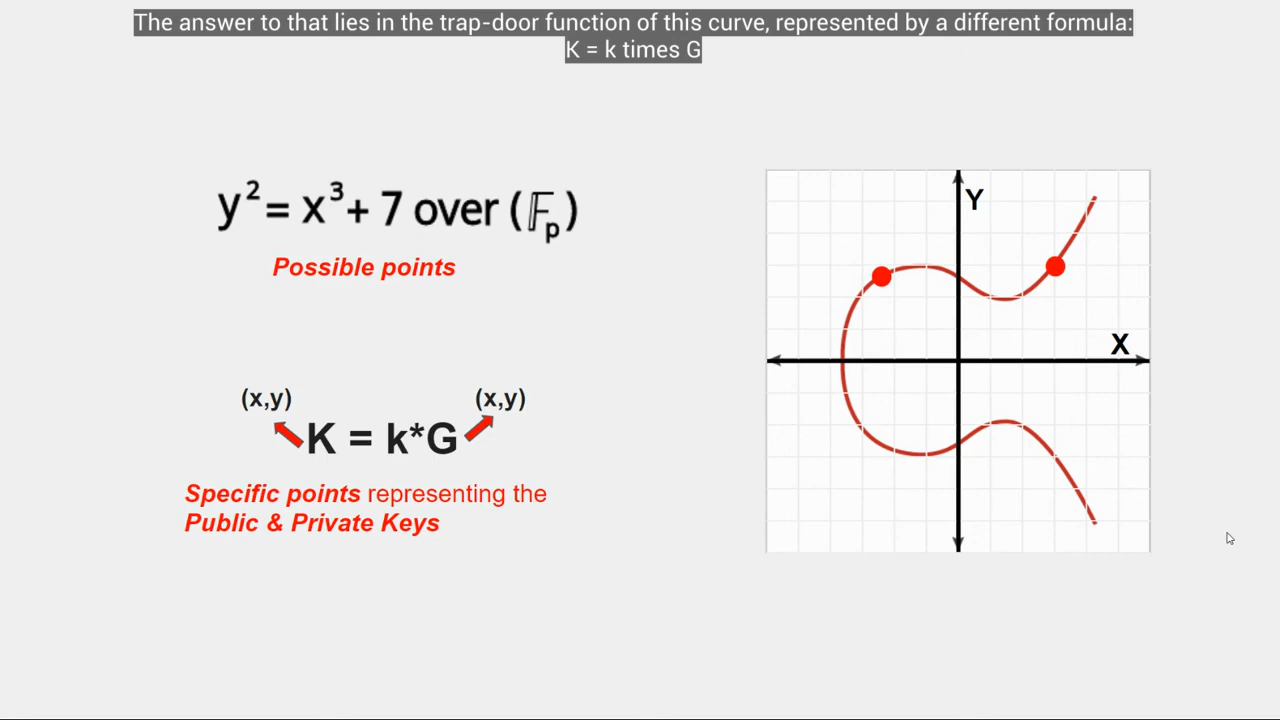 The answer to that lies in the trap-door function of this curve, represented by a different formula:
K = k times G
y² = x³ + 7 over (𝔽ₚ)
Possible points
(x,y) (x,y)
K = k*G
Specific points representing the
Public & Private Keys
Y
X